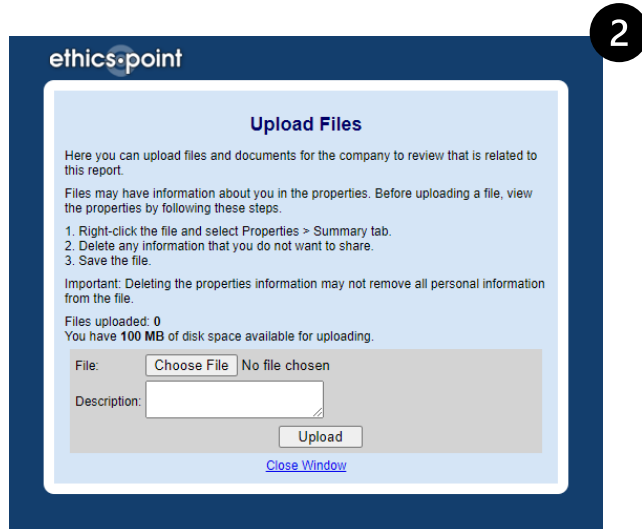 2
ethics•point
Upload Files
Here you can upload files and documents for the company to review that is related to
this report.
Files may have information about you in the properties. Before uploading a file, view
the properties by following these steps.
1. Right-click the file and select Properties > Summary tab.
2. Delete any information that you do not want to share.
3. Save the file.
Important: Deleting the properties information may not remove all personal information
from the file.
Files uploaded: 0
You have 100 MB of disk space available for uploading.
File: Choose File No file chosen
Description:
Upload
Close Window